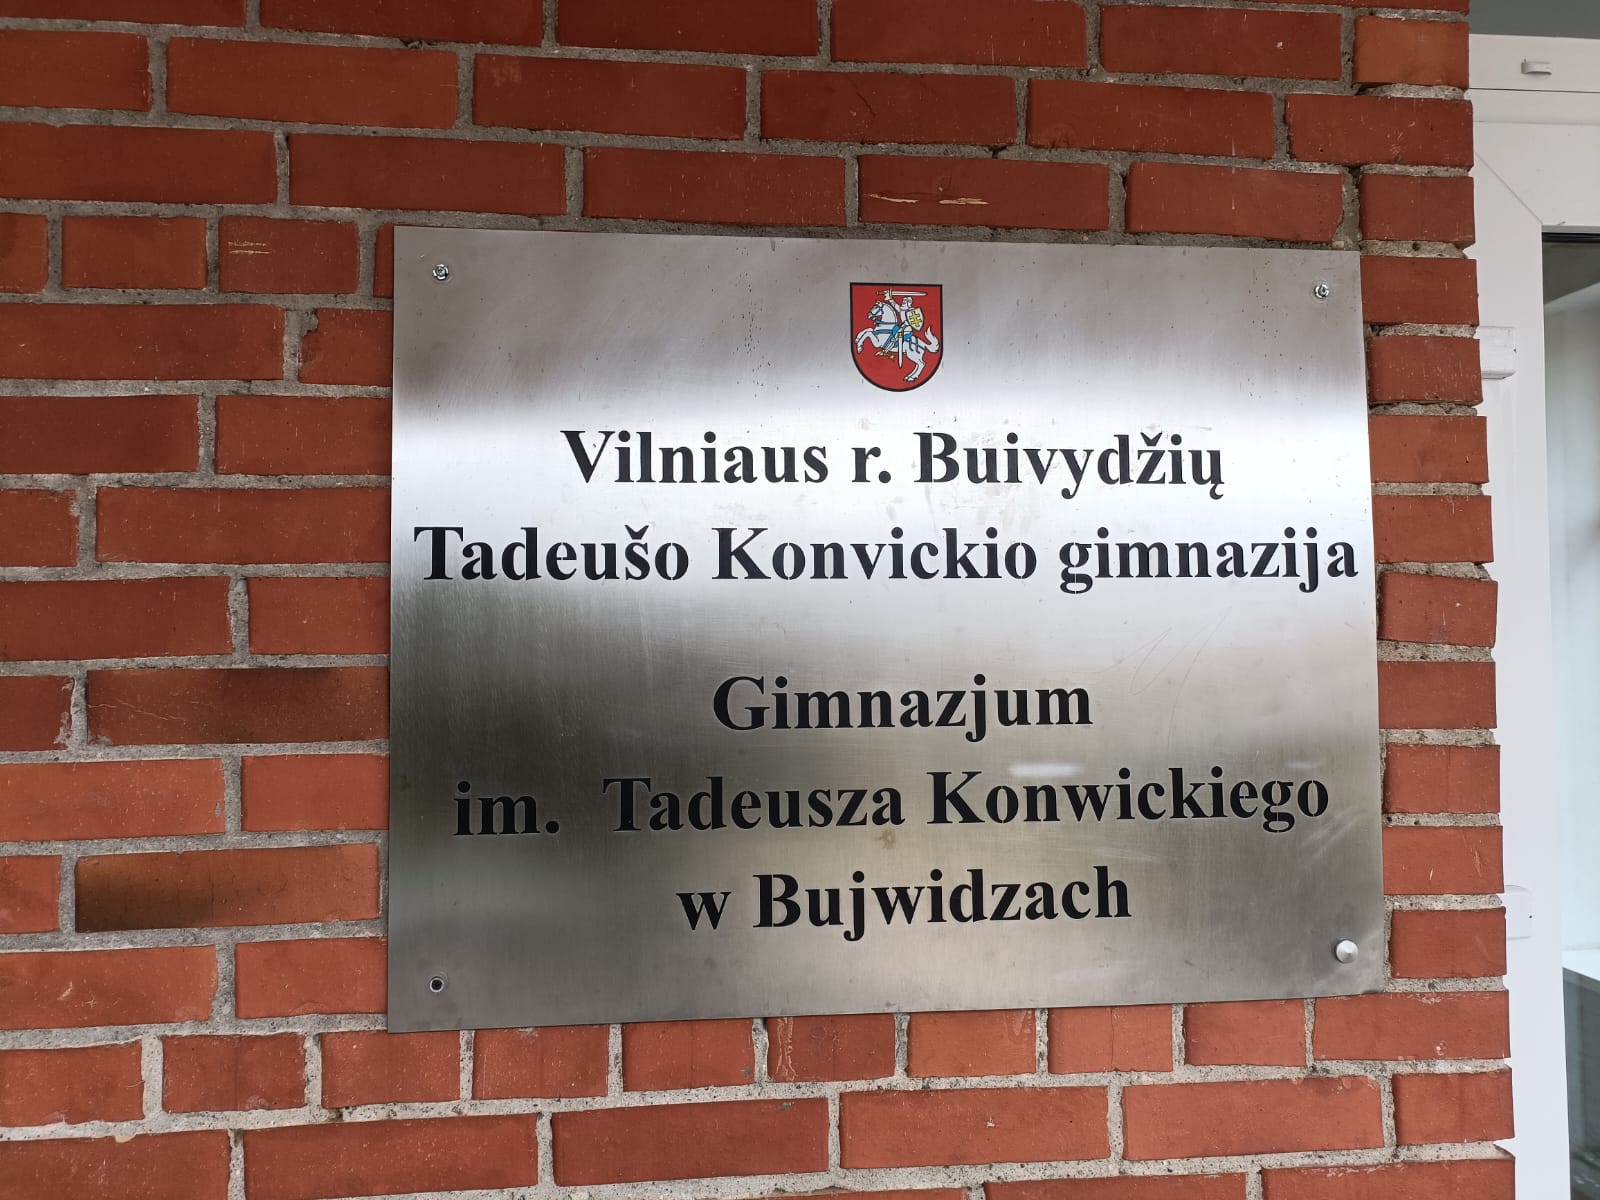 Vilniaus r. Buivydžių
Tadeušo Konvickio gimnazija
Gimnazjum
im. Tadeusza Konwickiego
w Bujwidzach